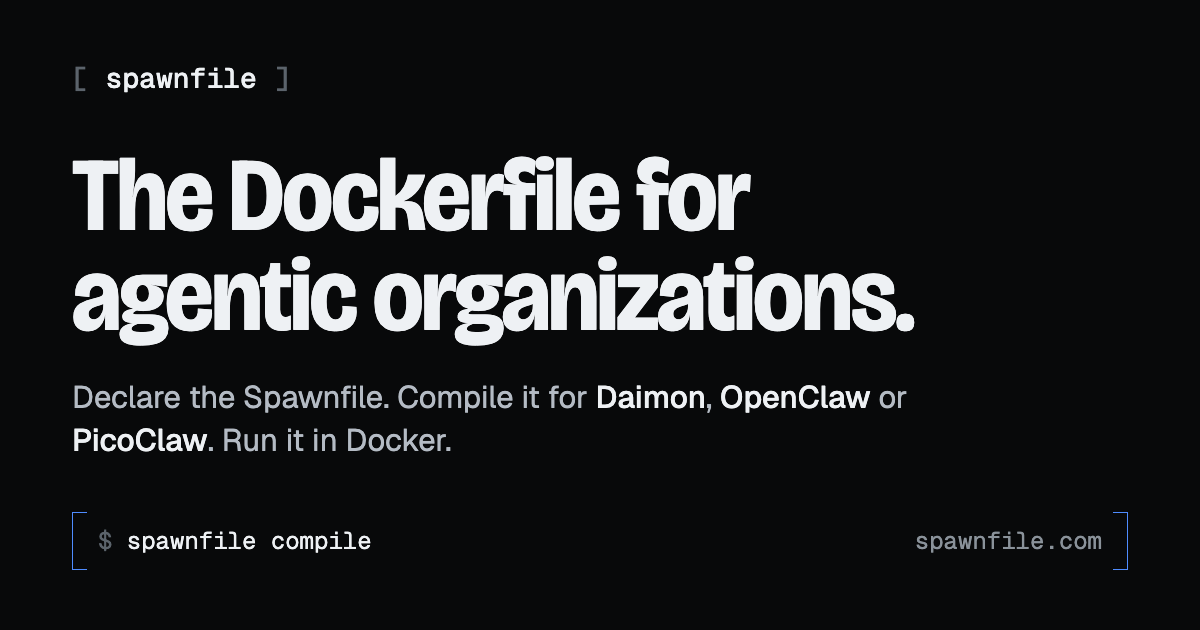 [ spawnfile ]
The Dockerfile for
agentic organizations.
Declare the Spawnfile. Compile it for Daimon, OpenClaw or
PicoClaw. Run it in Docker.
$ spawnfile compile
spawnfile.com